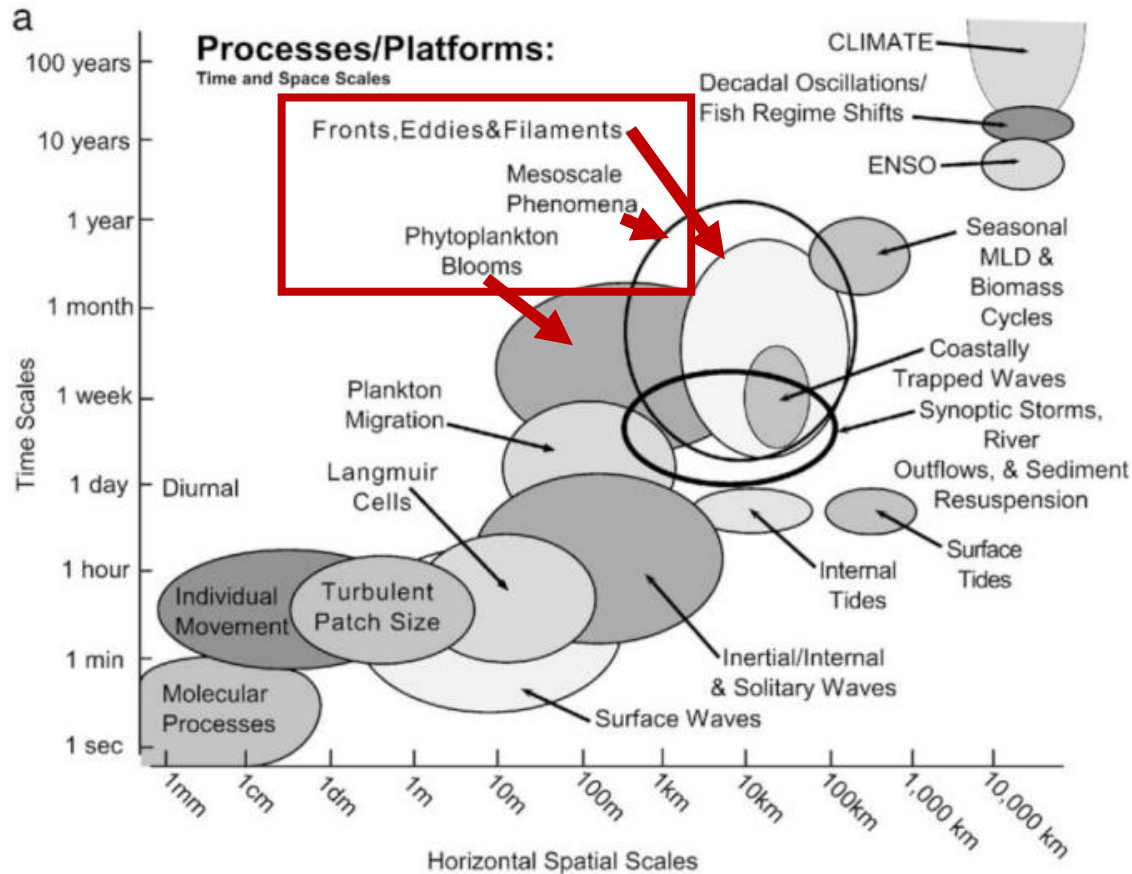 a
Processes/Platforms:
Time and Space Scales
CLIMATE
Decadal Oscillations/
Fish Regime Shifts
ENSO
Fronts,Eddies&Filaments
Mesoscale
Phenomena
Phytoplankton
Blooms
Seasonal
MLD &
Biomass
Cycles
Coastally
Trapped Waves
Synoptic Storms,
River
Outflows, & Sediment
Resuspension
Plankton
Migration
Langmuir
Cells
Diurnal
Surface
Tides
Internal
Tides
Individual
Movement
Turbulent
Patch Size
Inertial/Internal
& Solitary Waves
Surface Waves
Molecular
Processes
Time Scales
100 years
10 years
1 year
1 month
1 week
1 day
1 hour
1 min
1 sec
1mm
1cm
1dm
1m
10m
100m
1km
10km
100km
1,000 km
10,000 km
Horizontal Spatial Scales